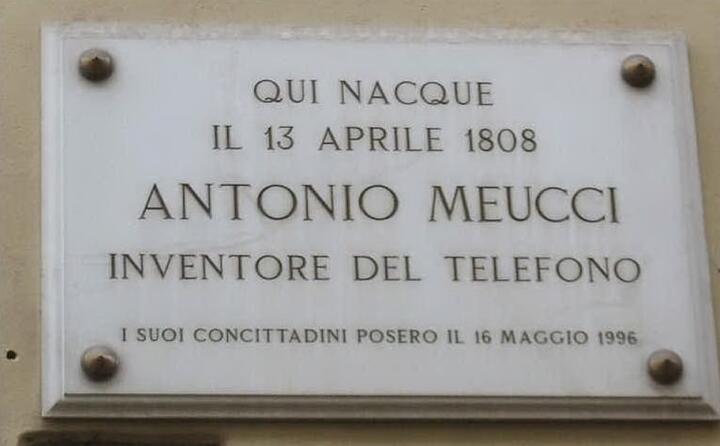 QUI NACQUE
IL 13 APRILE 1808
ANTONIO MEUCCI
INVENTORE DEL TELEFONO
I SUOI CONCITTADINI POSERO IL 16 MAGGIO 1996